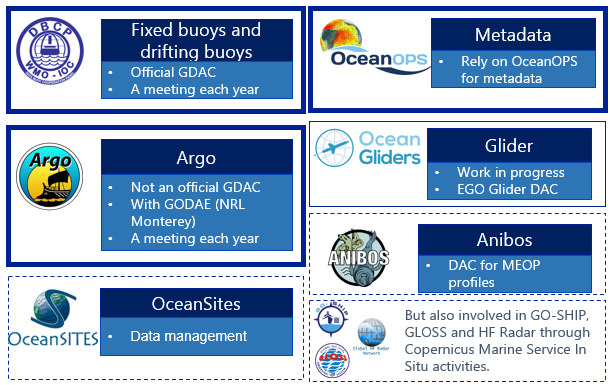 DBCP
WMO-IOC
Fixed buoys and
drifting buoys
• Official GDAC
• A meeting each year
OceanOPS
Metadata
• Rely on OceanOPS
for metadata
Argo
Argo
• Not an official GDAC
• With GODAE (NRL
Monterey)
• A meeting each year
Ocean
Gliders
Glider
• Work in progress
• EGO Glider DAC
ANIBOS
Anibos
• DAC for MEOP
profiles
OceanSITES
OceanSites
• Data management
GO-SHIP
Global HF Radar
Network
GLOSS
But also involved in GO-SHIP,
GLOSS and HF Radar through
Copernicus Marine Service In
Situ activities.